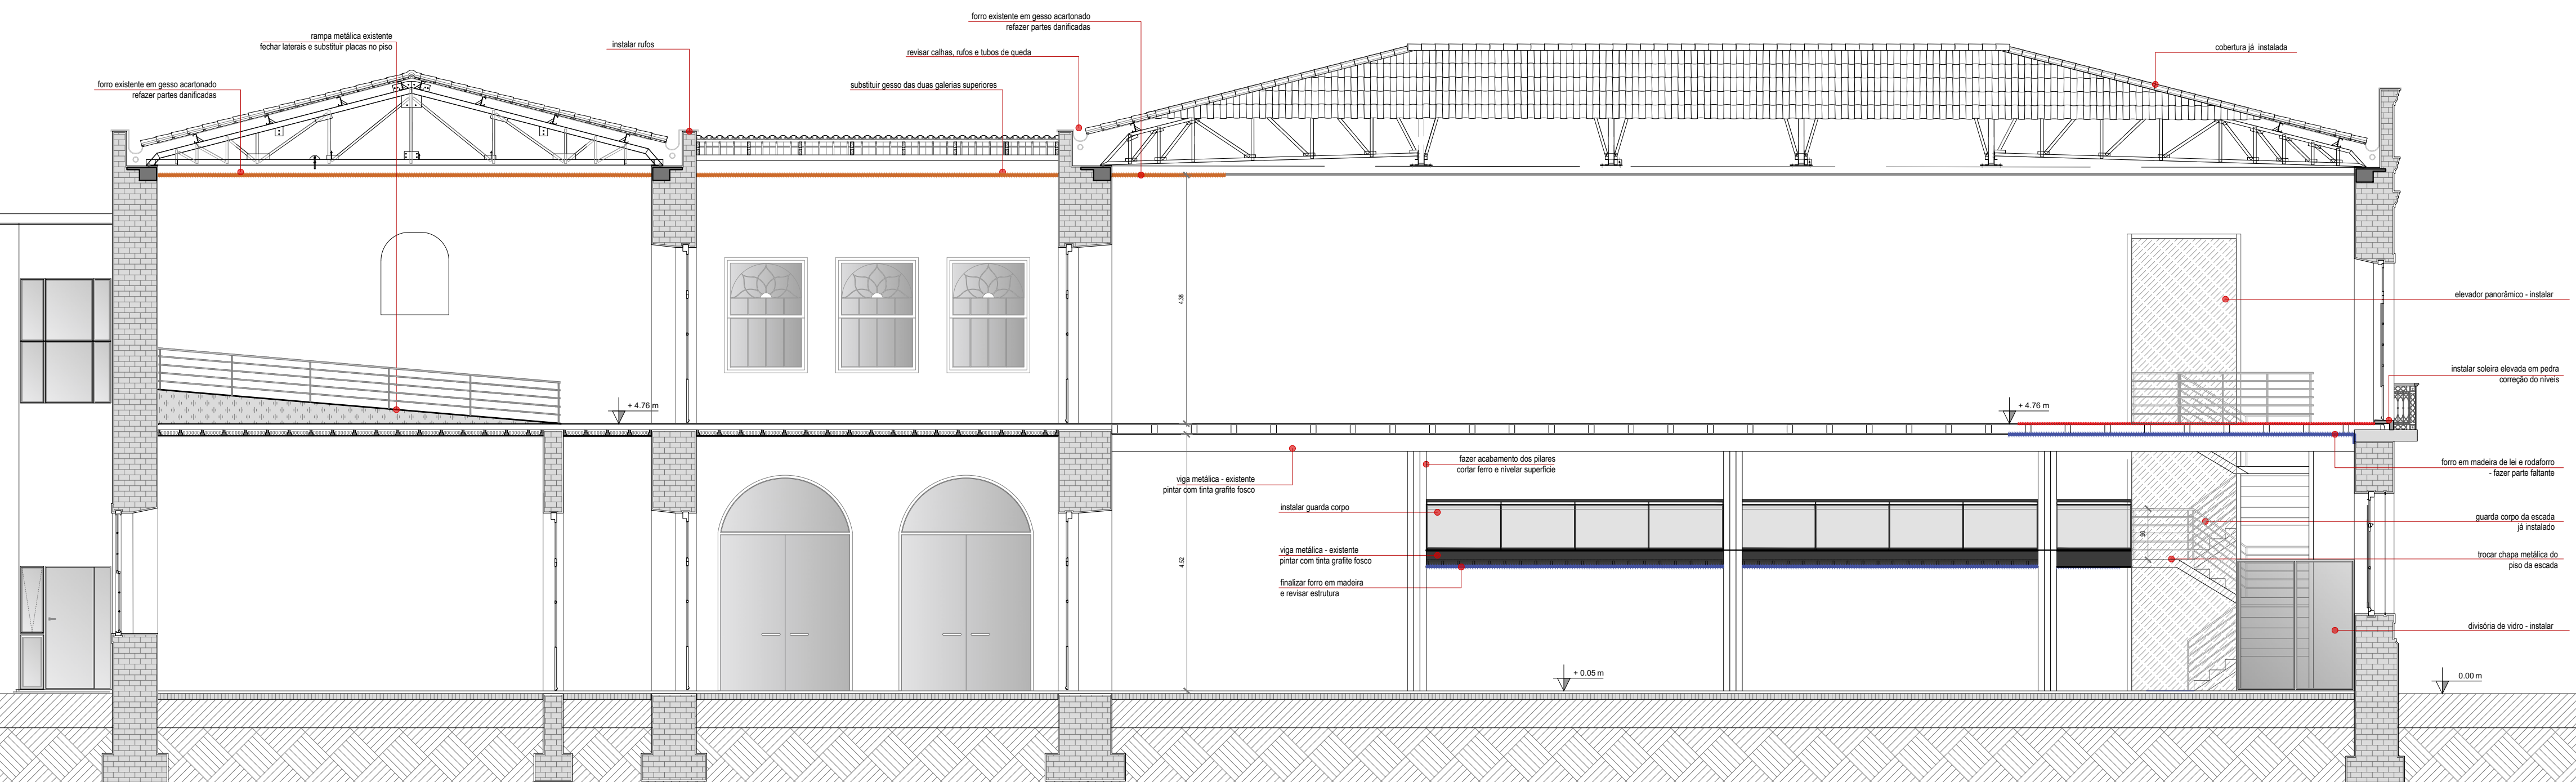 forro existente em gesso acartonado
refazer partes danificadas
rampa metálica existente
fechar laterais e substituir placas no piso
instalar rufos
revisar calhas, rufos e tubos de queda
cobertura já instalada
forro existente em gesso acartonado
refazer partes danificadas
substituir gesso das duas galerias superiores
4.38
elevador panorâmico - instalar
instalar soleira elevada em pedra
correção do níveis
+ 4.76 m
+ 4.76 m
fazer acabamento dos pilares
cortar ferro e nivelar superficie
forro em madeira de lei e rodaforro
- fazer parte faltante
viga metálica - existente
pintar com tinta grafite fosco
instalar guarda corpo
guarda corpo da escada
já instalado
viga metálica - existente
pintar com tinta grafite fosco
trocar chapa metálica do
piso da escada
4.52
finalizar forro em madeira
e revisar estrutura
divisória de vidro - instalar
+ 0.05 m
0.00 m